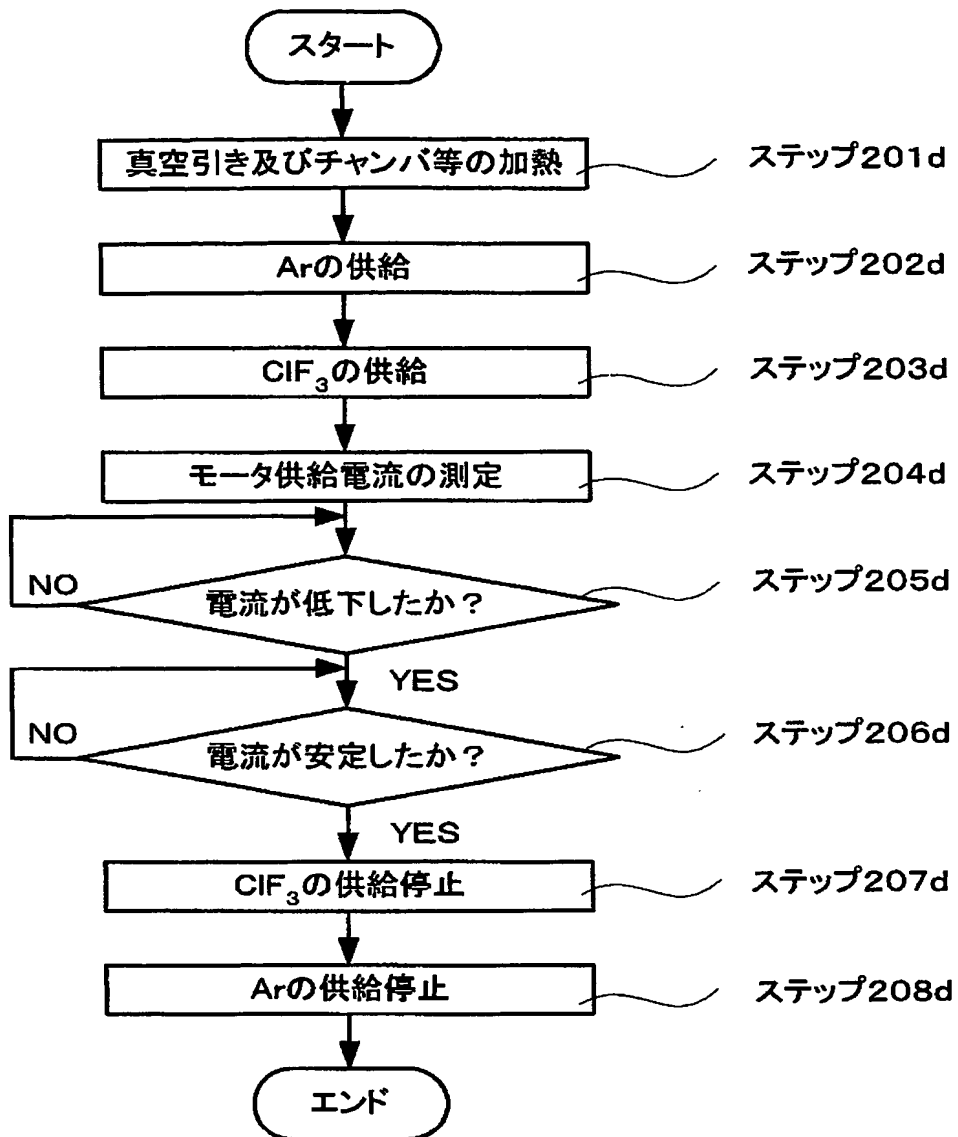 スタート
真空引き及びチャンバ等の加熱
ステップ201d
Arの供給
ステップ202d
ClF₃の供給
ステップ203d
モータ供給電流の測定
ステップ204d
電流が低下したか？
ステップ205d
NO
YES
電流が安定したか？
ステップ206d
NO
YES
ClF₃の供給停止
ステップ207d
Arの供給停止
ステップ208d
エンド